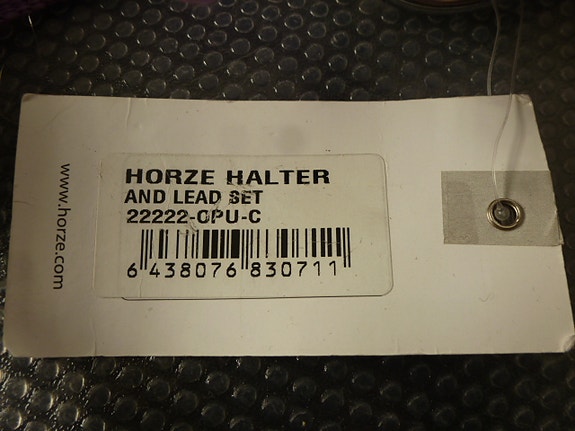 www.horze.com
HORZE HALTER
AND LEAD SET
22222-CPU-C
6 438076 830711